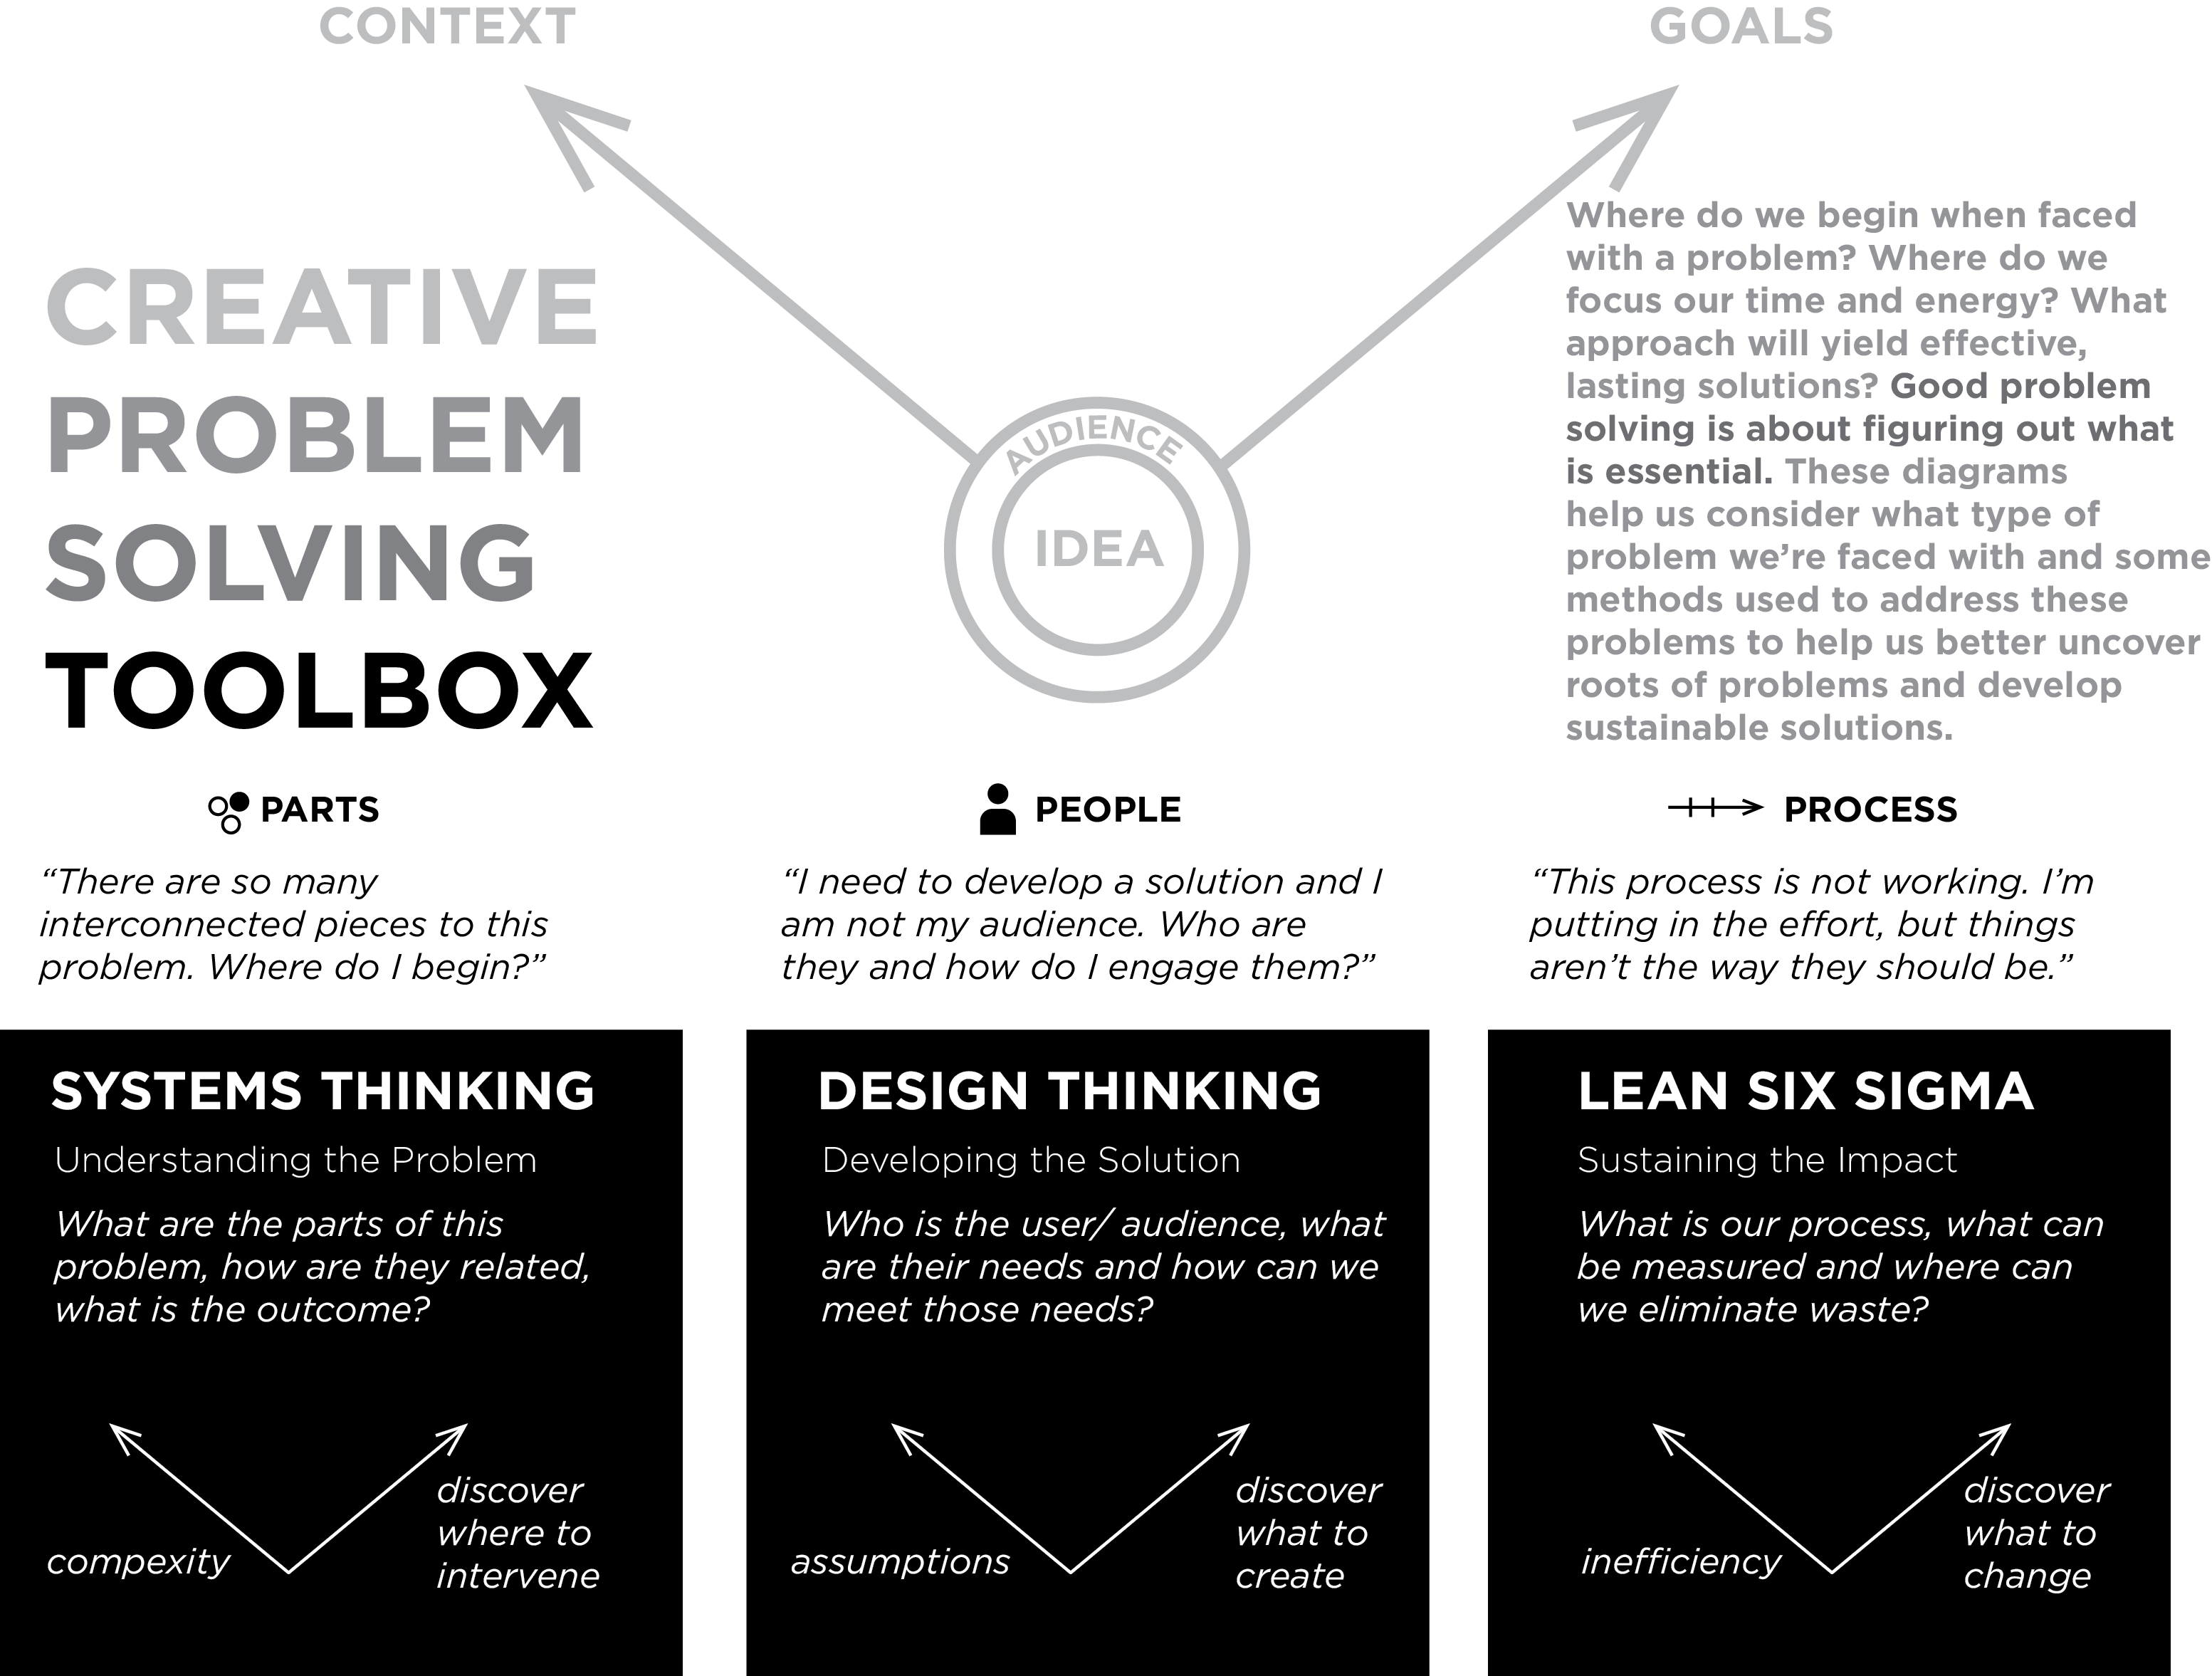 CONTEXT
GOALS
CREATIVE
PROBLEM
SOLVING
TOOLBOX
AUDIENCE
IDEA
Where do we begin when faced
with a problem? Where do we
focus our time and energy? What
approach will yield effective,
lasting solutions? Good problem
solving is about figuring out what
is essential. These diagrams
help us consider what type of
problem we’re faced with and some
methods used to address these
problems to help us better uncover
roots of problems and develop
sustainable solutions.
PARTS
“There are so many
interconnected pieces to this
problem. Where do I begin?”
PEOPLE
“I need to develop a solution and I
am not my audience. Who are
they and how do I engage them?”
PROCESS
“This process is not working. I’m
putting in the effort, but things
aren’t the way they should be.”
SYSTEMS THINKING
Understanding the Problem
What are the parts of this
problem, how are they related,
what is the outcome?
compexity
discover
where to
intervene
DESIGN THINKING
Developing the Solution
Who is the user/ audience, what
are their needs and how can we
meet those needs?
assumptions
discover
what to
create
LEAN SIX SIGMA
Sustaining the Impact
What is our process, what can
be measured and where can
we eliminate waste?
inefficiency
discover
what to
change